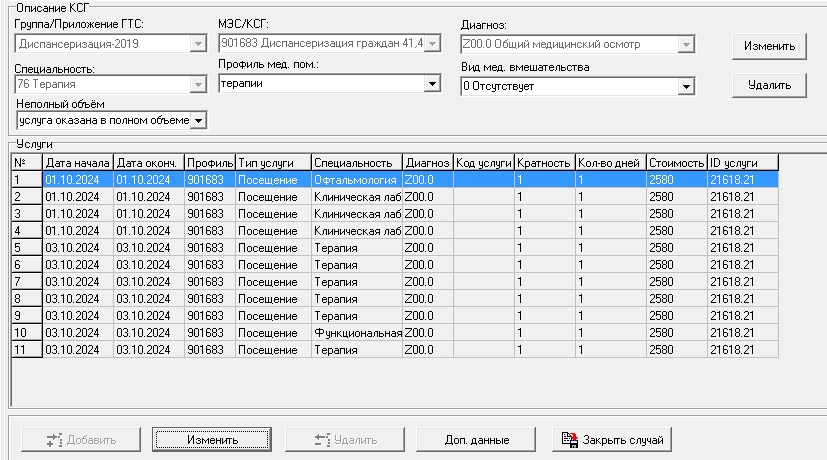 Описание КСГ
Группа/Приложение ГТС: МЭС/КСГ: Диагноз:
Диспансеризация-2019 901683 Диспансеризация граждан 41,4 Z00.0 Общий медицинский осмотр Изменить
Специальность: Профиль мед. пом.: Вид мед. вмешательства
76 Терапия терапии 0 Отсутствует Удалить
Неполный объём
услуга оказана в полном объеме
Услуги
№ Дата начала Дата оконч. Профиль Тип услуги Специальность Диагноз Код услуги Кратность Кол-во дней Стоимость ID услуги
1 01.10.2024 01.10.2024 901683 Посещение Офтальмология Z00.0 1 1 2580 21618.21
2 01.10.2024 01.10.2024 901683 Посещение Клиническая лаб Z00.0 1 1 2580 21618.21
3 01.10.2024 01.10.2024 901683 Посещение Клиническая лаб Z00.0 1 1 2580 21618.21
4 01.10.2024 01.10.2024 901683 Посещение Клиническая лаб Z00.0 1 1 2580 21618.21
5 03.10.2024 03.10.2024 901683 Посещение Терапия Z00.0 1 1 2580 21618.21
6 03.10.2024 03.10.2024 901683 Посещение Терапия Z00.0 1 1 2580 21618.21
7 03.10.2024 03.10.2024 901683 Посещение Терапия Z00.0 1 1 2580 21618.21
8 03.10.2024 03.10.2024 901683 Посещение Терапия Z00.0 1 1 2580 21618.21
9 03.10.2024 03.10.2024 901683 Посещение Терапия Z00.0 1 1 2580 21618.21
10 03.10.2024 03.10.2024 901683 Посещение Функциональная Z00.0 1 1 2580 21618.21
11 03.10.2024 03.10.2024 901683 Посещение Терапия Z00.0 1 1 2580 21618.21
Добавить Изменить Удалить Доп. данные Закрыть случай